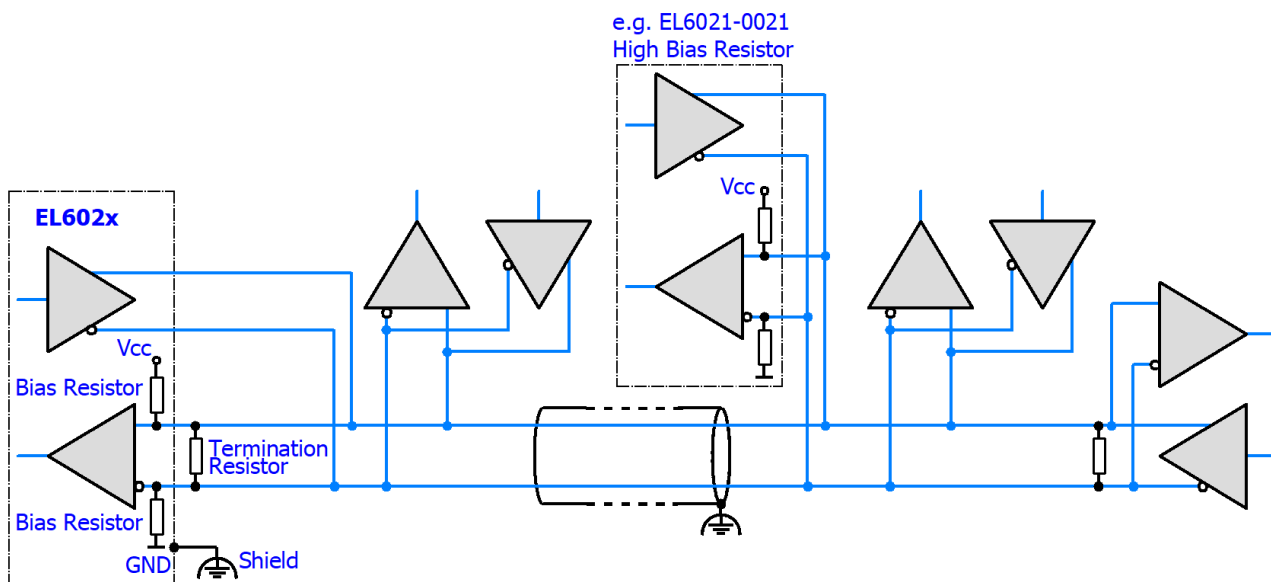 e.g. EL6021-0021
High Bias Resistor
Vcc
EL602x
Vcc
Bias Resistor
Termination
Resistor
Bias Resistor
GND
Shield